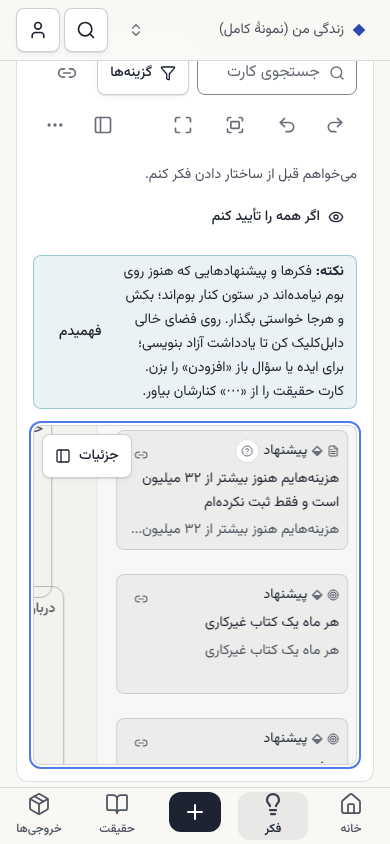 زندگی من (نمونهٔ کامل)
جستجوی کارت
گزینه‌ها
می‌خواهم قبل از ساختار دادن فکر کنم.
اگر همه را تأیید کنم
نکته: فکرها و پیشنهادهایی که هنوز روی
بوم نیامده‌اند در ستون کنار بوم‌اند؛ بکش
و هرجا خواستی بگذار. روی فضای خالی
دابل‌کلیک کن تا یادداشت آزاد بنویسی؛
برای ایده یا سؤال باز «افزودن» را بزن.
کارت حقیقت را از «⋯» کنارشان بیاور.
فهمیدم
جزئیات
پیشنهاد
هزینه‌هایم هنوز بیشتر از ۳۲ میلیون
است و فقط ثبت نکرده‌ام
هزینه‌هایم هنوز بیشتر از ۳۲ میلیون...
پیشنهاد
هر ماه یک کتاب غیرکاری
هر ماه یک کتاب غیرکاری
پیشنهاد
خانه
فکر
حقیقت
خروجی‌ها